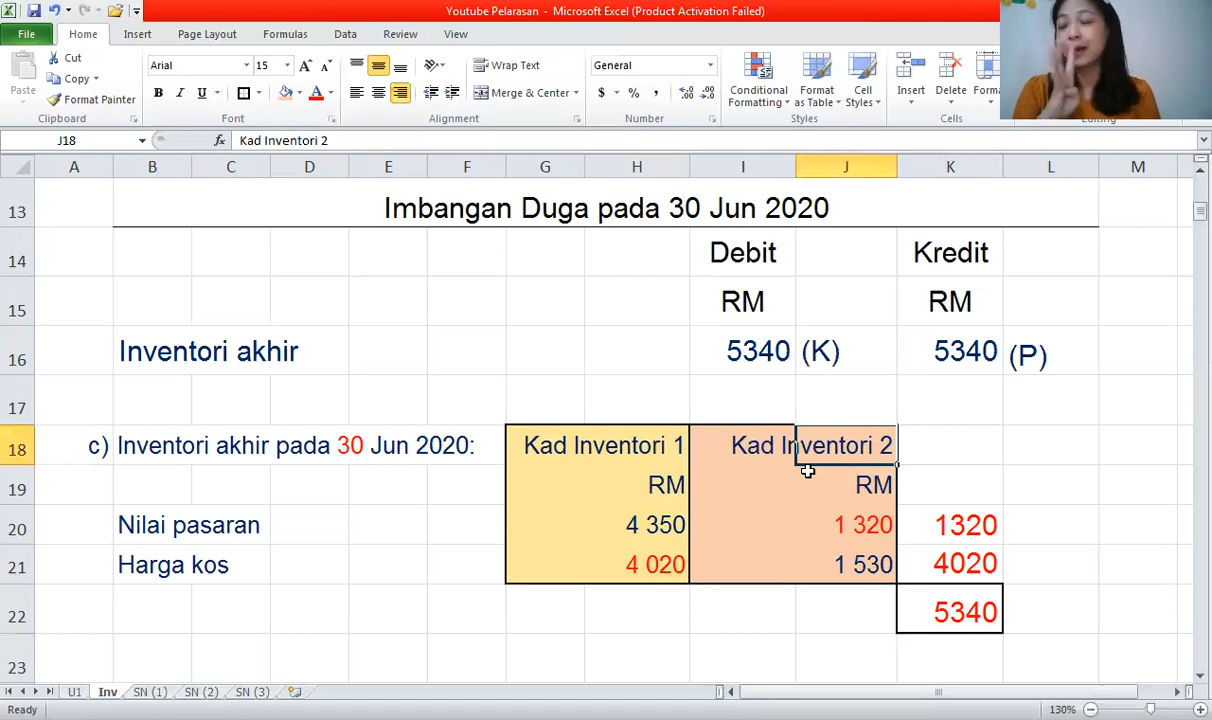 Youtube Pelarasan - Microsoft Excel (Product Activation Failed)
File Home Insert Page Layout Formulas Data Review View
Cut
Copy
Format Painter
Paste
Clipboard
Arial 15
B I U A
Font
Wrap Text
Merge & Center
Alignment
General
$ % ,
Number
Conditional Formatting
Format as Table
Cell Styles
Styles
Insert Delete
Cells
J18 fx Kad Inventori 2
A B C D E F G H I J K L M
13 Imbangan Duga pada 30 Jun 2020
14 Debit Kredit
15 RM RM
16 Inventori akhir 5340 (K) 5340 (P)
17
18 c) Inventori akhir pada 30 Jun 2020: Kad Inventori 1 Kad Inventori 2
19 RM RM
20 Nilai pasaran 4 350 1 320 1320
21 Harga kos 4 020 1 530 4020
22 5340
23
U1 Inv SN (1) SN (2) SN (3)
Ready 130%